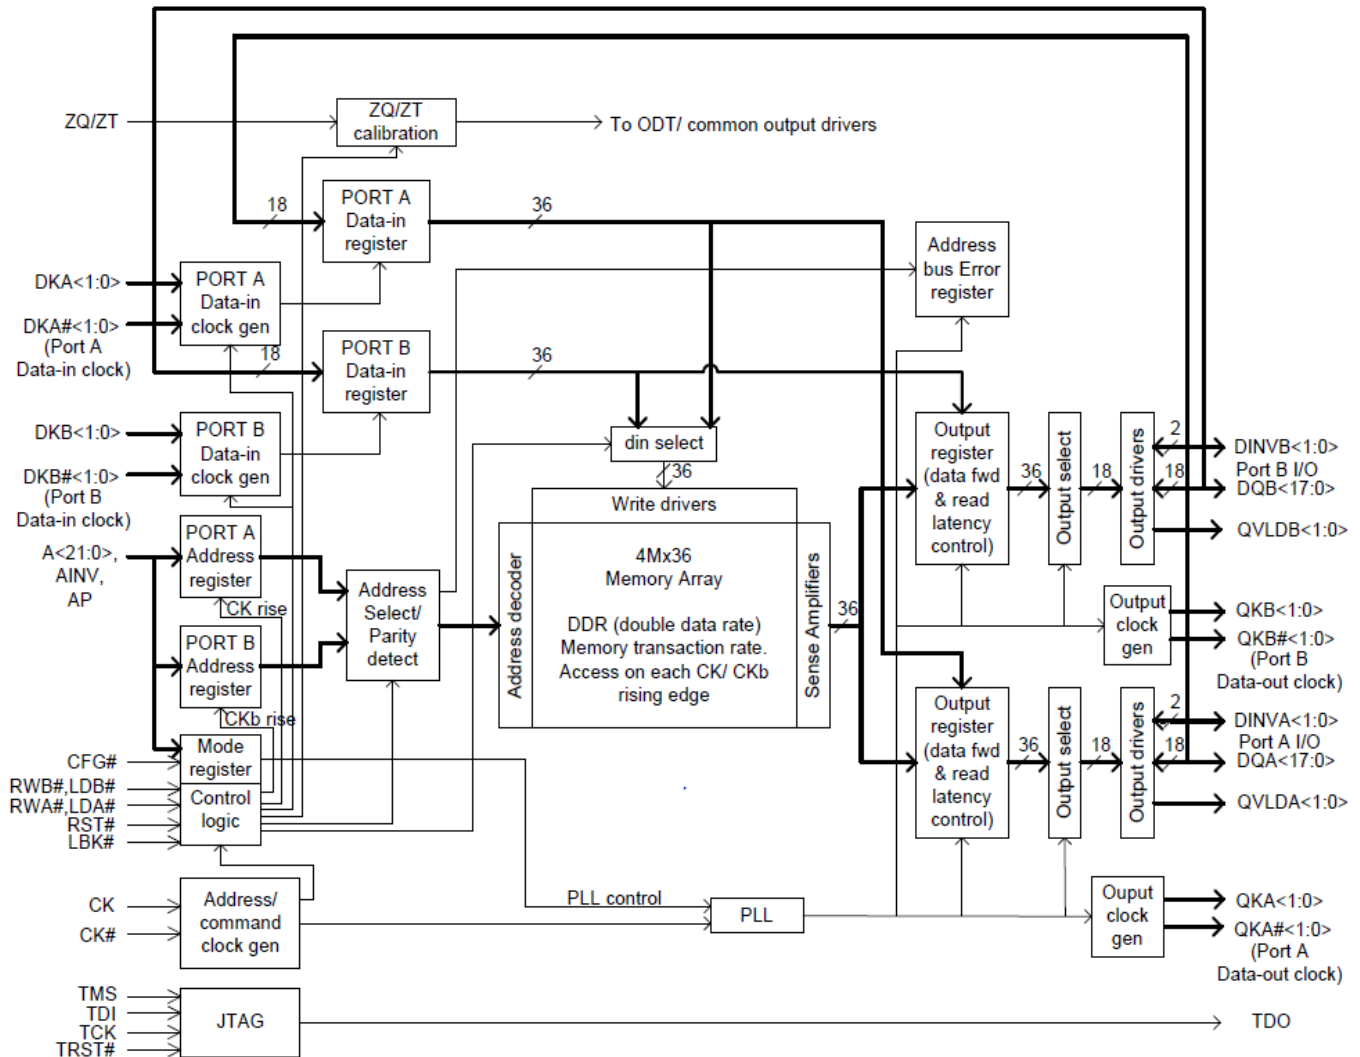 ZQ/ZT
ZQ/ZT
calibration
To ODT/ common output drivers
18
PORT A
Data-in
register
36
Address
bus Error
register
DKA<1:0>
DKA#<1:0>
(Port A
Data-in clock)
PORT A
Data-in
clock gen
18
PORT B
Data-in
register
36
DKB<1:0>
DKB#<1:0>
(Port B
Data-in clock)
PORT B
Data-in
clock gen
din select
36
Write drivers
Output
register
(data fwd
& read
latency
control)
36
Output select
18
Output drivers
2
18
DINVB<1:0>
Port B I/O
DQB<17:0>
QVLDB<1:0>
A<21:0>,
AINV,
AP
PORT A
Address
register
CK rise
PORT B
Address
register
CKb rise
Address
Select/
Parity
detect
Address decoder
4Mx36
Memory Array
DDR (double data rate)
Memory transaction rate.
Access on each CK/ CKb
rising edge
Sense Amplifiers
36
Output
clock
gen
QKB<1:0>
QKB#<1:0>
(Port B
Data-out clock)
Output
register
(data fwd
& read
latency
control)
36
Output select
18
Output drivers
2
18
DINVA<1:0>
Port A I/O
DQA<17:0>
QVLDA<1:0>
CFG#
RWB#,LDB#
RWA#,LDA#
RST#
LBK#
Mode
register
Control
logic
CK
CK#
Address/
command
clock gen
PLL control
PLL
Ouput
clock
gen
QKA<1:0>
QKA#<1:0>
(Port A
Data-out clock)
TMS
TDI
TCK
TRST#
JTAG
TDO